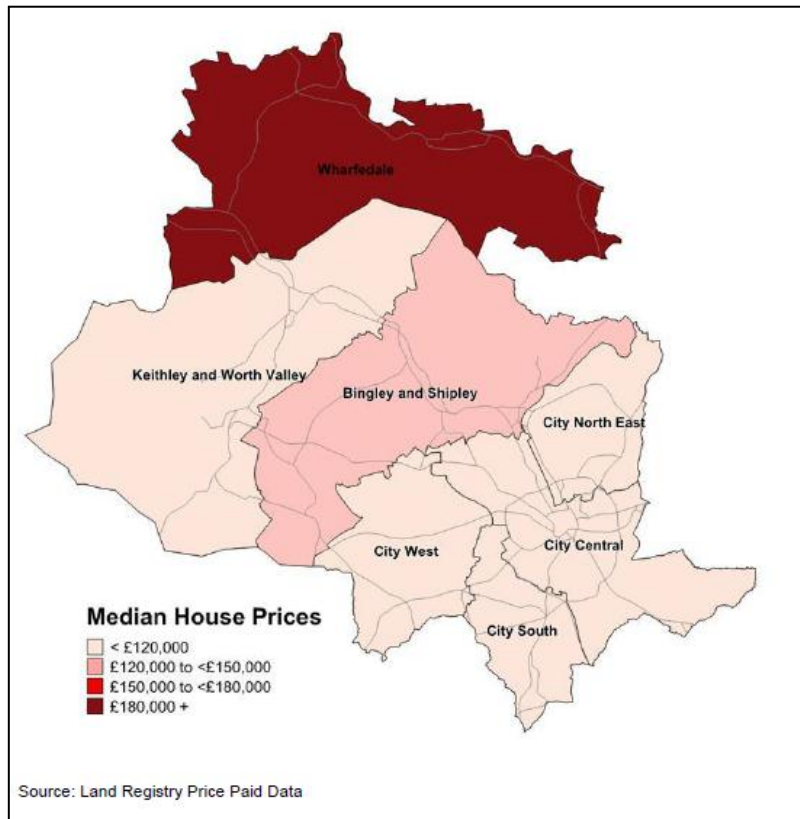 Wharfedale
Keithley and Worth Valley
Bingley and Shipley
City North East
City West
City Central
City South
Median House Prices
< £120,000
£120,000 to <£150,000
£150,000 to <£180,000
£180,000 +
Source: Land Registry Price Paid Data